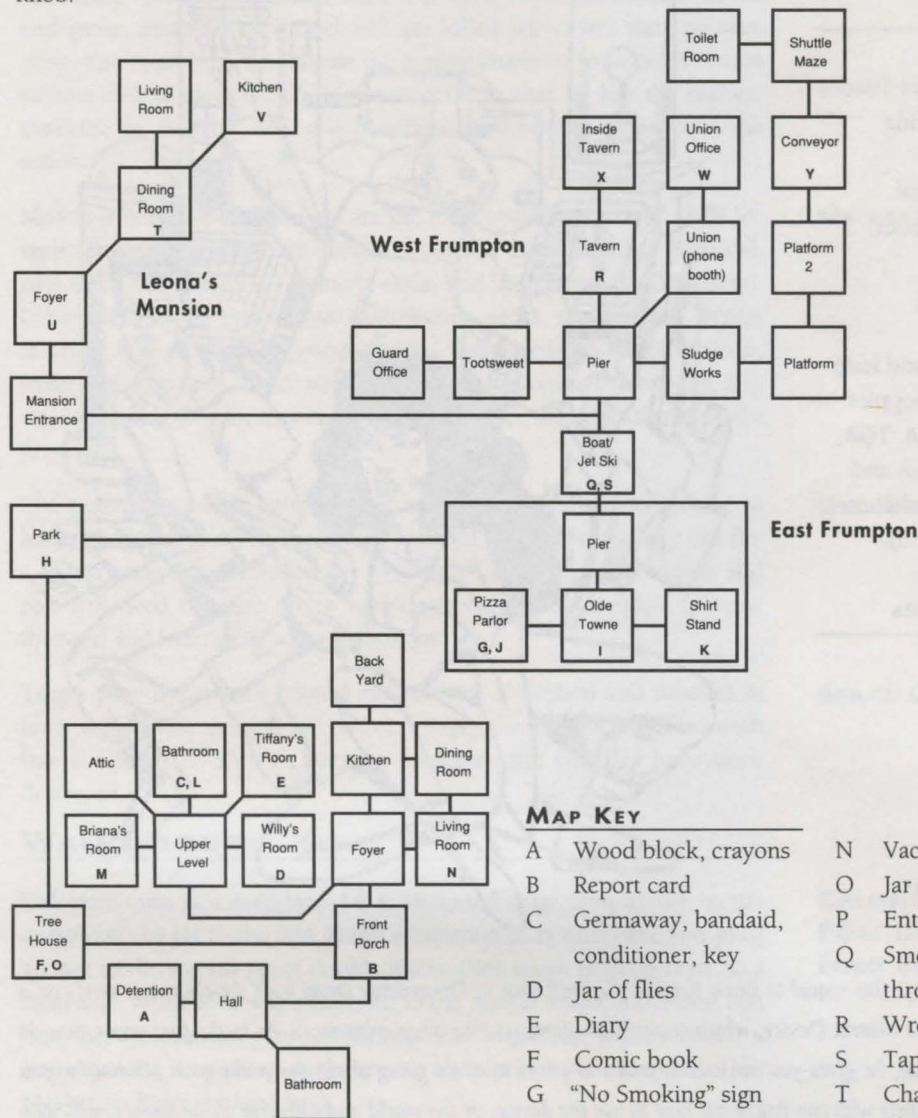 Toilet
Room
Shuttle
Maze
Living
Room
Kitchen
V
Inside
Tavern
X
Union
Office
W
Conveyor
Y
Dining
Room
T
West Frumpton
Tavern
R
Union
(phone
booth)
Platform
2
Foyer
U
Leona's
Mansion
Guard
Office
Tootsweet
Pier
Sludge
Works
Platform
Mansion
Entrance
Boat/
Jet Ski
Q, S
Park
H
East Frumpton
Pier
Pizza
Parlor
G, J
Olde
Towne
I
Shirt
Stand
K
Back
Yard
Attic
Bathroom
C, L
Tiffany's
Room
E
Kitchen
Dining
Room
Briana's
Room
M
Upper
Level
Willy's
Room
D
Foyer
Living
Room
N
Tree
House
F, O
Front
Porch
B
Detention
A
Hall
Bathroom
MAP KEY
A Wood block, crayons
B Report card
C Germaway, bandaid,
conditioner, key
D Jar of flies
E Diary
F Comic book
G "No Smoking" sign
N
O Jar
P
Q
R
S
T